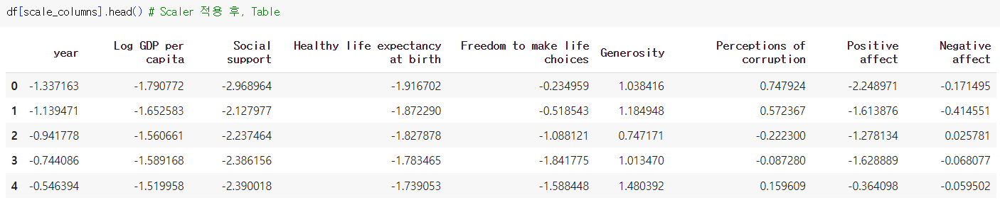 df[scale_columns].head() # Scaler 적용 후, Table
year Log GDP per capita Social support Healthy life expectancy at birth Freedom to make life choices Generosity Perceptions of corruption Positive affect Negative affect
0 -1.337163 -1.790772 -2.968964 -1.916702 -0.234959 1.038416 0.747924 -2.248971 -0.171495
1 -1.139471 -1.652583 -2.127977 -1.872290 -0.518543 1.184948 0.572367 -1.613876 -0.414551
2 -0.941778 -1.560661 -2.237464 -1.827878 -1.088121 0.747171 -0.222300 -1.278134 0.025781
3 -0.744086 -1.589168 -2.386156 -1.783465 -1.841775 1.013470 -0.087280 -1.628889 -0.068077
4 -0.546394 -1.519958 -2.390018 -1.739053 -1.588448 1.480392 0.159609 -0.364098 -0.059502